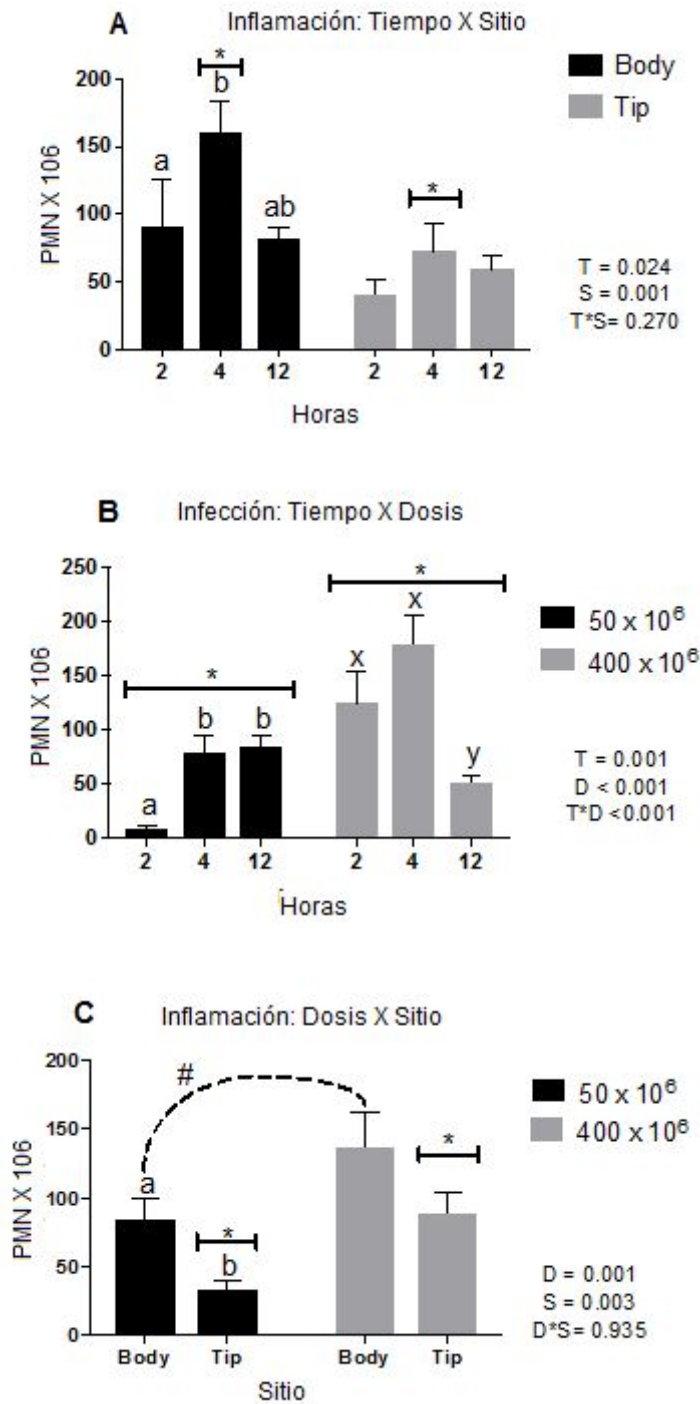 A Inflamación: Tiempo X Sitio
200
150
100
50
0
PMN X 106
a
*
b
ab
*
2 4 12 2 4 12
Horas
Body
Tip
T = 0.024
S = 0.001
T*S= 0.270
B Infección: Tiempo X Dosis
250
200
150
100
50
0
PMN X 106
*
a
b
b
*
x
x
y
2 4 12 2 4 12
Horas
50 x 10⁶
400 x 10⁶
T = 0.001
D < 0.001
T*D <0.001
C Inflamación: Dosis X Sitio
200
150
100
50
0
PMN X 106
#
a
*
b
*
Body Tip Body Tip
Sitio
50 x 10⁶
400 x 10⁶
D = 0.001
S = 0.003
D*S= 0.935